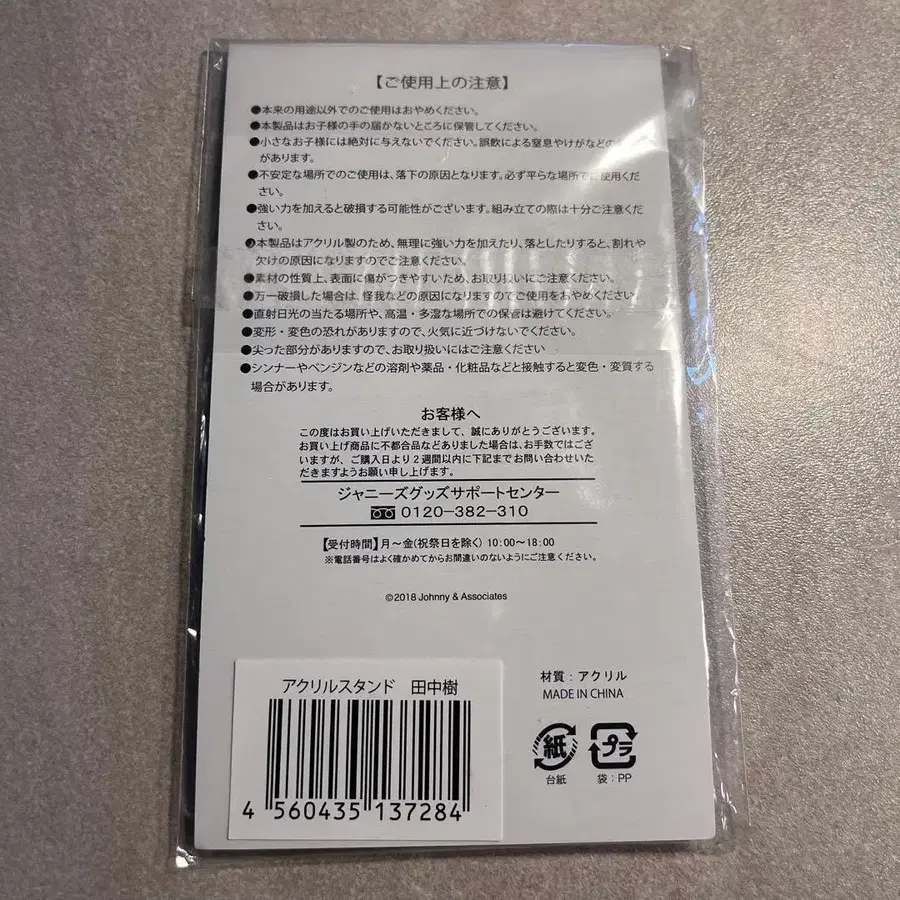 【ご使用上の注意】
●本来の用途以外でのご使用はおやめください。
●本製品はお子様の手の届かないところに保管してください。
●小さなお子様には絶対に与えないでください。誤飲による窒息やけがなどの
があります。
●不安定な場所でのご使用は、落下の原因となります。必ず平らな場所でご使用くだ
さい。
●強い力を加えると破損する可能性がございます。組み立ての際は十分ご注意くだ
さい。
●本製品はアクリル製のため、無理に強い力を加えたり、落としたりすると、割れや
欠けの原因になりますのでご注意ください。
●素材の性質上、表面に傷がつきやすいため、お取り扱いにご注意ください。
●万一破損した場合は、怪我などの原因になりますのでご使用をおやめください。
●直射日光の当たる場所や、高温・多湿な場所での保管は避けてください。
●変形・変色の恐れがありますので、火気に近づけないでください。
●尖った部分がありますので、お取り扱いにはご注意ください
●シンナーやベンジンなどの溶剤や薬品・化粧品などと接触すると変色・変質する
場合があります。
お客様へ
この度はお買い上げいただきまして、誠にありがとうございます。
お買い上げ商品に不都合品などありました場合は、お手数ではござ
いますが、ご購入日より2週間以内に下記までお問い合わせいた
だきますようお願い申し上げます。
ジャニーズグッズサポートセンター
0120-382-310
【受付時間】月〜金(祝祭日を除く) 10:00〜18:00
※電話番号はよく確かめてからお間違いのないようにご注意ください。
©2018 Johnny & Associates
アクリルスタンド 田中樹
4 560435 137284
材質:アクリル
MADE IN CHINA
紙
プラ
台紙
袋:PP